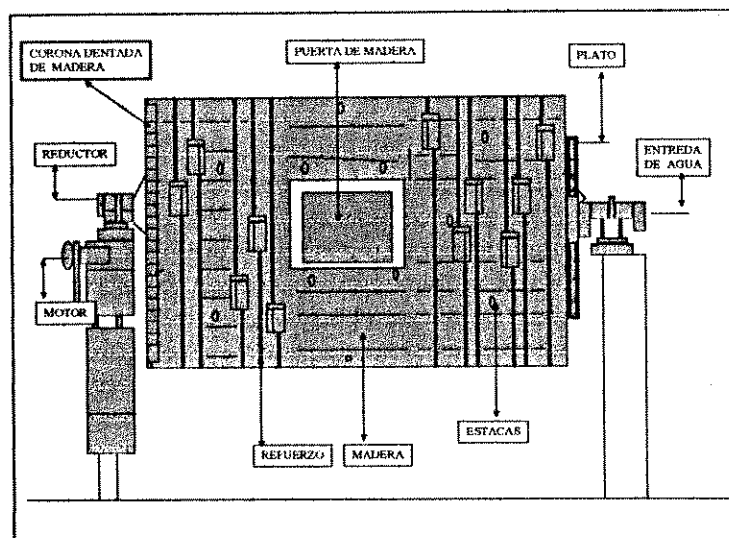 CORONA DENTADA
DE MADERA
PUERTA DE MADERA
PLATO
REDUCTOR
ENTREDA
DE AGUA
MOTOR
ESTACAS
REFUERZO
MADERA